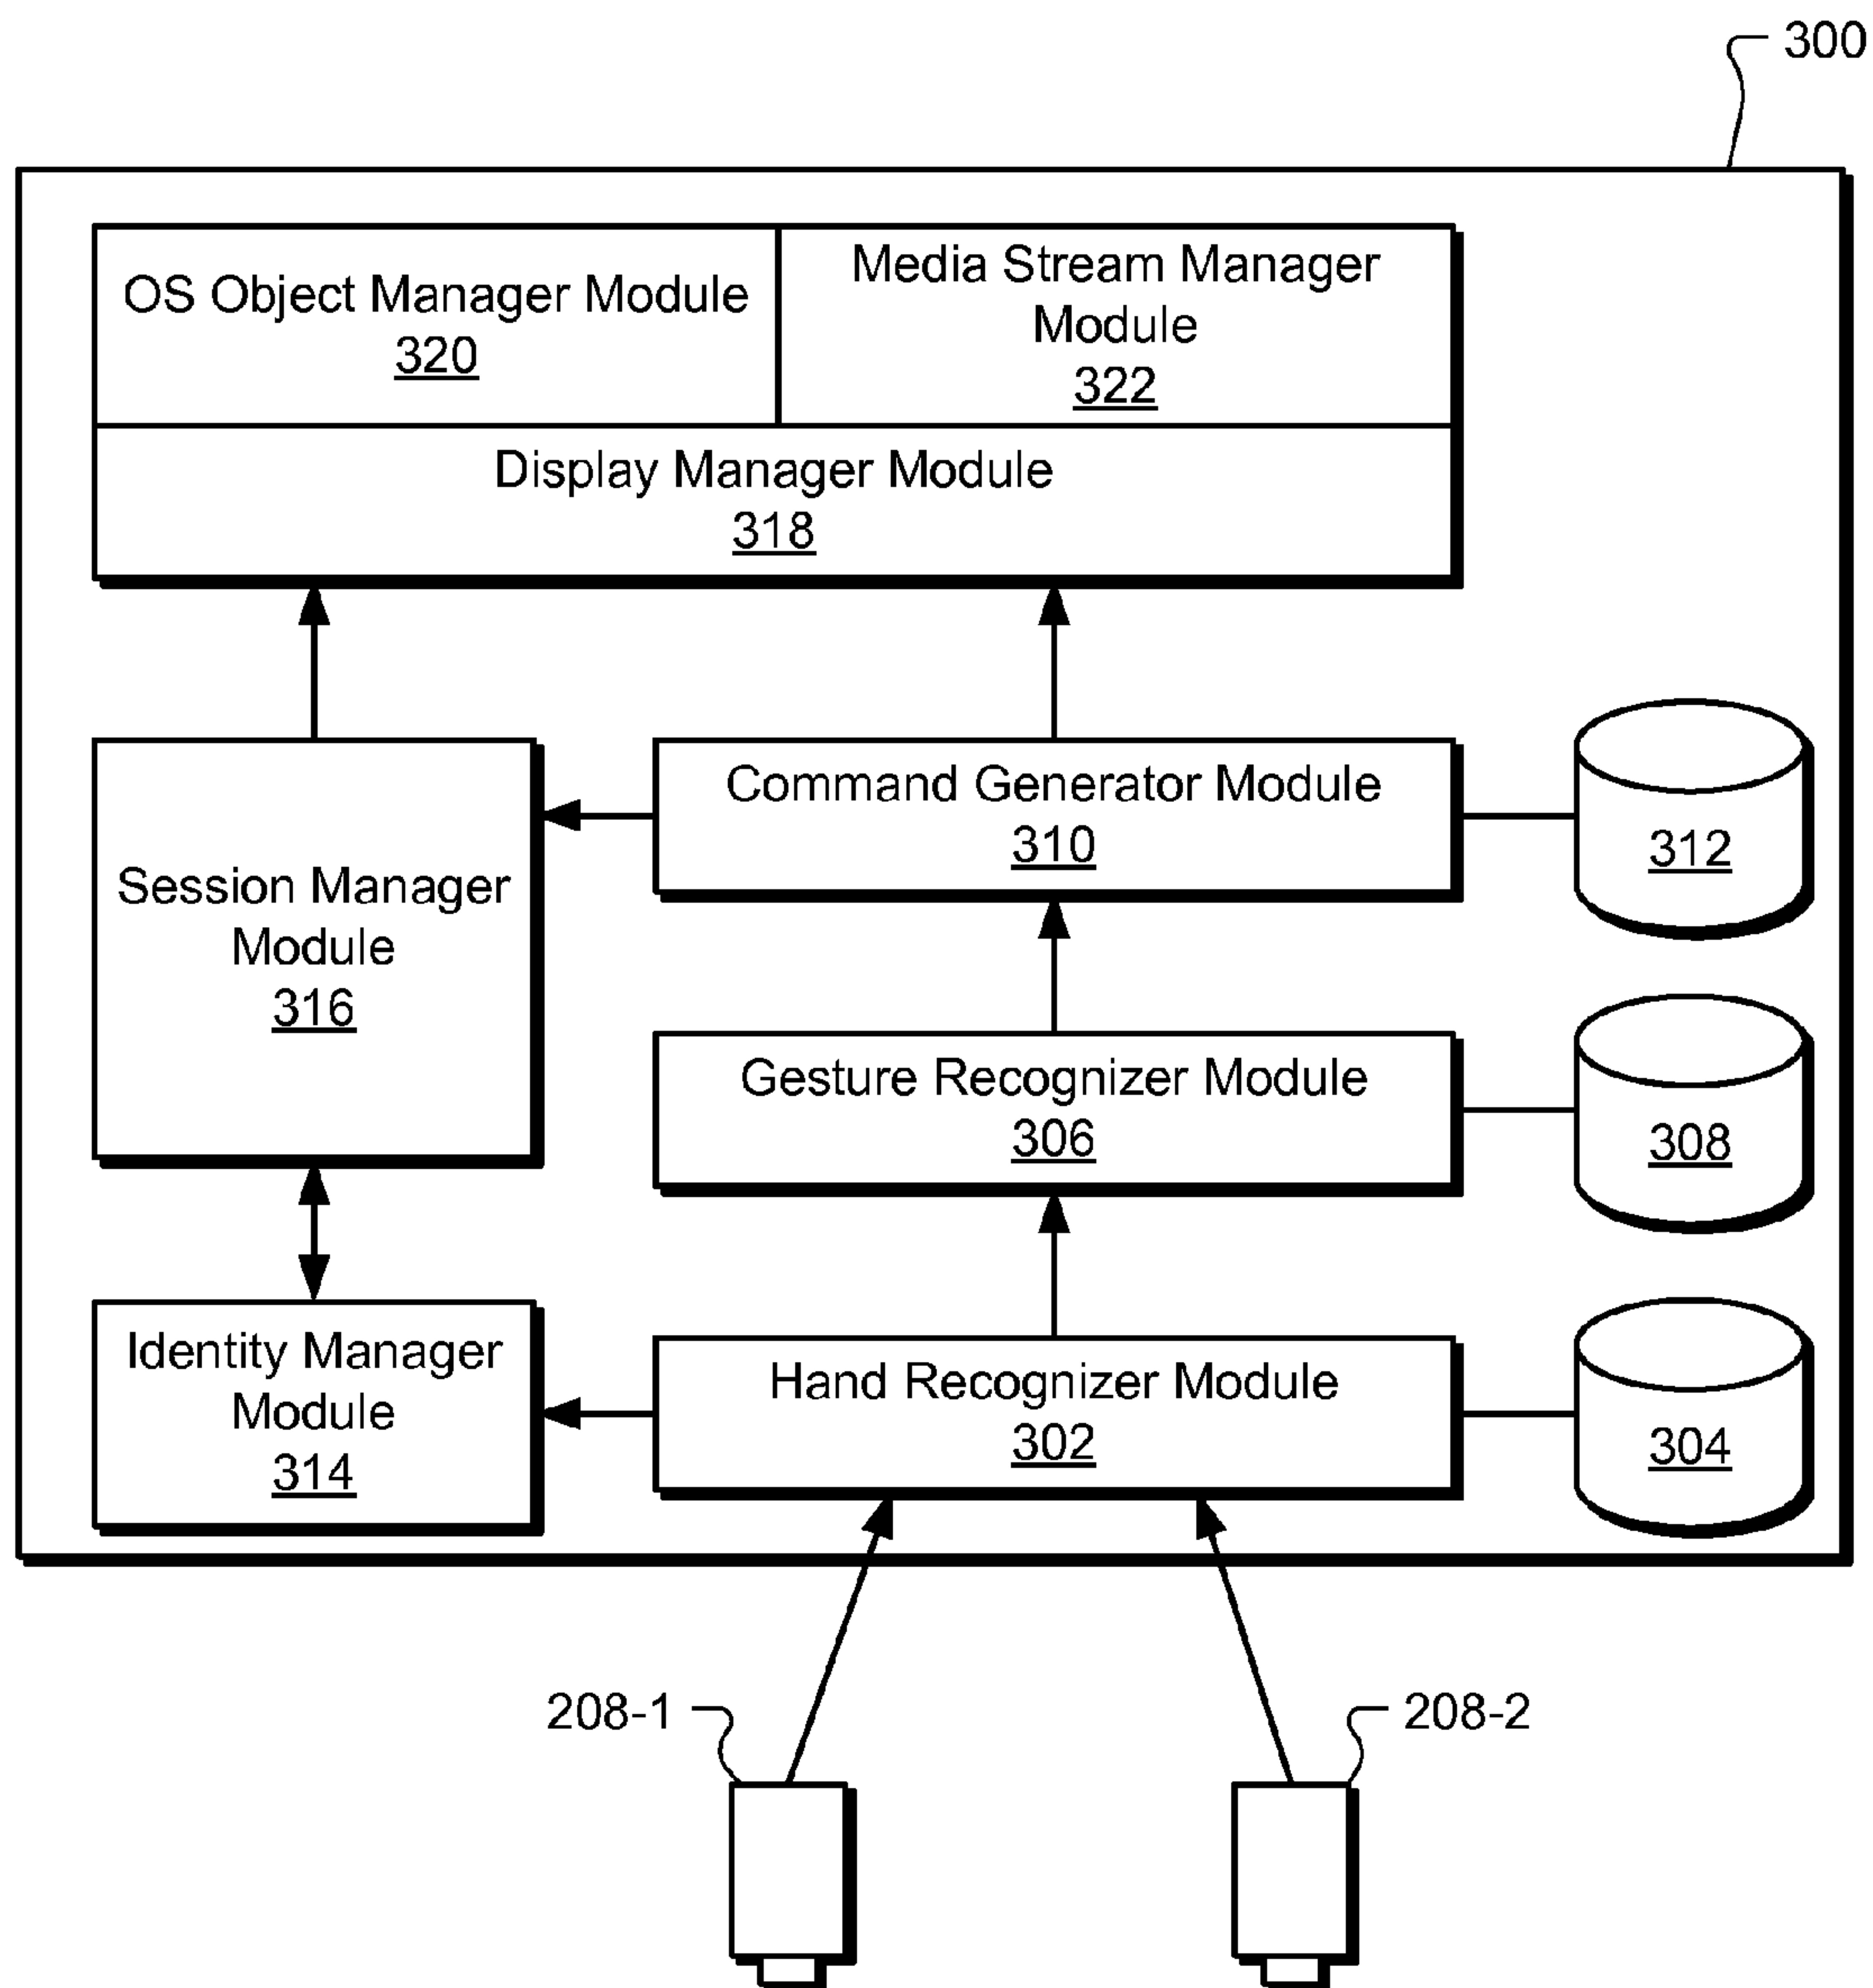 300
OS Object Manager Module
320
Media Stream Manager
Module
322
Display Manager Module
318
Session Manager
Module
316
Command Generator Module
310
312
Gesture Recognizer Module
306
308
Identity Manager
Module
314
Hand Recognizer Module
302
304
208-1
208-2